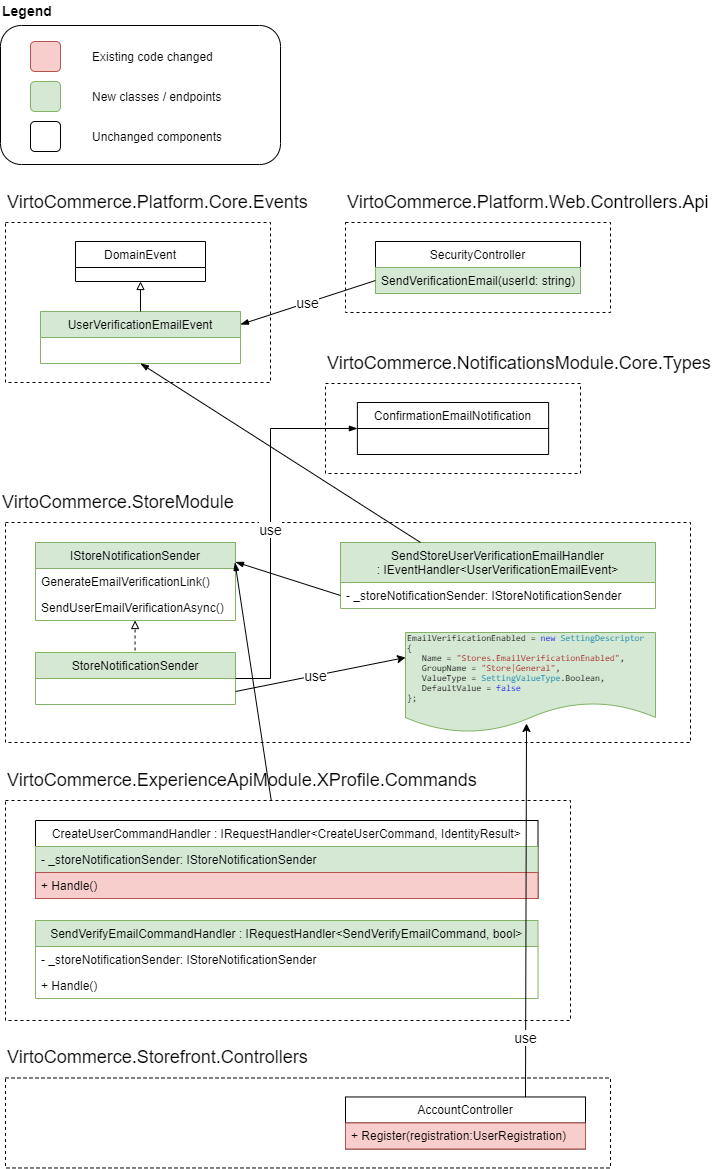 Legend
Existing code changed
New classes / endpoints
Unchanged components
VirtoCommerce.Platform.Core.Events
VirtoCommerce.Platform.Web.Controllers.Api
DomainEvent
SecurityController
SendVerificationEmail(userId: string)
use
UserVerificationEmailEvent
VirtoCommerce.NotificationsModule.Core.Types
ConfirmationEmailNotification
VirtoCommerce.StoreModule
use
IStoreNotificationSender
GenerateEmailVerificationLink()
SendUserEmailVerificationAsync()
SendStoreUserVerificationEmailHandler
: IEventHandler<UserVerificationEmailEvent>
- _storeNotificationSender: IStoreNotificationSender
StoreNotificationSender
use
EmailVerificationEnabled = new SettingDescriptor
{
Name = "Stores.EmailVerificationEnabled",
GroupName = "Store|General",
ValueType = SettingValueType.Boolean,
DefaultValue = false
};
VirtoCommerce.ExperienceApiModule.XProfile.Commands
CreateUserCommandHandler : IRequestHandler<CreateUserCommand, IdentityResult>
- _storeNotificationSender: IStoreNotificationSender
+ Handle()
SendVerifyEmailCommandHandler : IRequestHandler<SendVerifyEmailCommand, bool>
- _storeNotificationSender: IStoreNotificationSender
+ Handle()
use
VirtoCommerce.Storefront.Controllers
AccountController
+ Register(registration:UserRegistration)